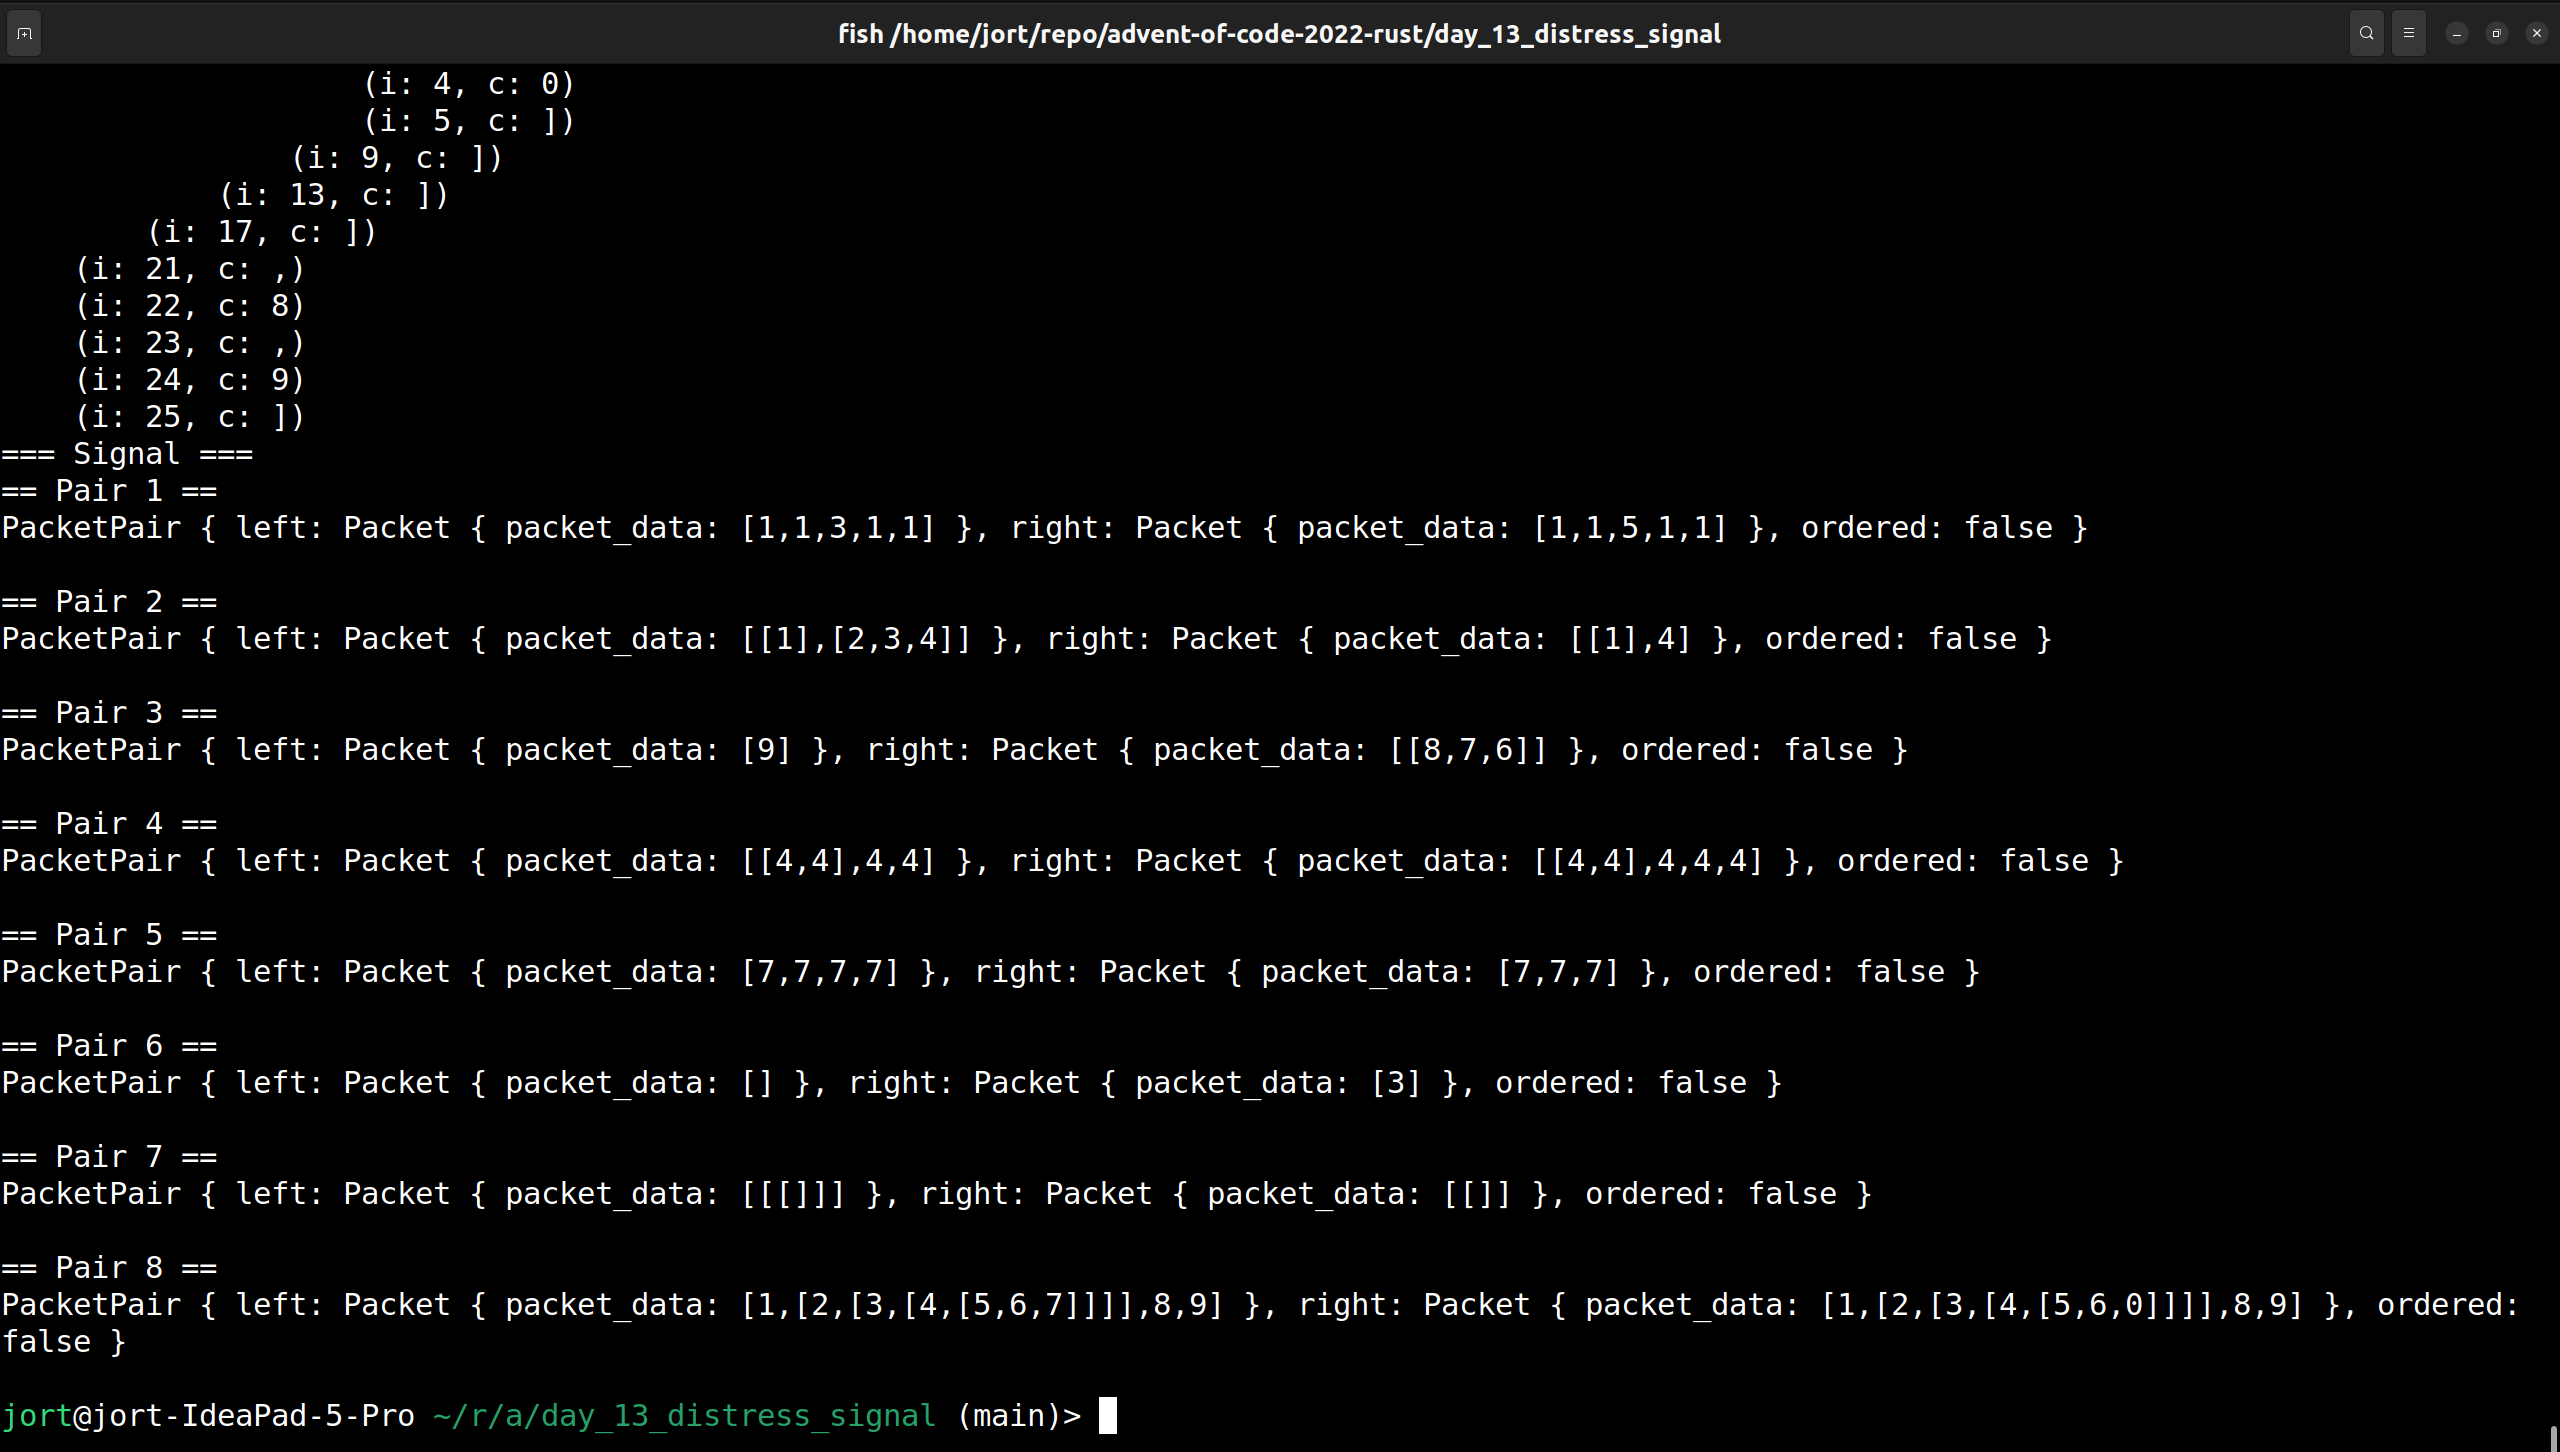 fish /home/jort/repo/advent-of-code-2022-rust/day_13_distress_signal
(i: 4, c: 0)
(i: 5, c: ])
(i: 9, c: ])
(i: 13, c: ])
(i: 17, c: ])
(i: 21, c: ,)
(i: 22, c: 8)
(i: 23, c: ,)
(i: 24, c: 9)
(i: 25, c: ])
=== Signal ===
== Pair 1 ==
PacketPair { left: Packet { packet_data: [1,1,3,1,1] }, right: Packet { packet_data: [1,1,5,1,1] }, ordered: false }
== Pair 2 ==
PacketPair { left: Packet { packet_data: [[1],[2,3,4]] }, right: Packet { packet_data: [[1],4] }, ordered: false }
== Pair 3 ==
PacketPair { left: Packet { packet_data: [9] }, right: Packet { packet_data: [[8,7,6]] }, ordered: false }
== Pair 4 ==
PacketPair { left: Packet { packet_data: [[4,4],4,4] }, right: Packet { packet_data: [[4,4],4,4,4] }, ordered: false }
== Pair 5 ==
PacketPair { left: Packet { packet_data: [7,7,7,7] }, right: Packet { packet_data: [7,7,7] }, ordered: false }
== Pair 6 ==
PacketPair { left: Packet { packet_data: [] }, right: Packet { packet_data: [3] }, ordered: false }
== Pair 7 ==
PacketPair { left: Packet { packet_data: [[[]]] }, right: Packet { packet_data: [[]] }, ordered: false }
== Pair 8 ==
PacketPair { left: Packet { packet_data: [1,[2,[3,[4,[5,6,7]]]],8,9] }, right: Packet { packet_data: [1,[2,[3,[4,[5,6,0]]]],8,9] }, ordered:
false }
jort@jort-IdeaPad-5-Pro ~/r/a/day_13_distress_signal (main)>